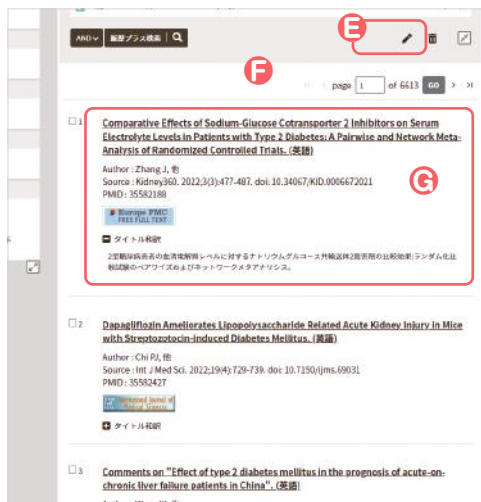 AND 履歴プラス検索
E
F
page 1 of 6613 GO
1 Comparative Effects of Sodium-Glucose Cotransporter 2 Inhibitors on Serum
Electrolyte Levels in Patients with Type 2 Diabetes: A Pairwise and Network Meta-
Analysis of Randomized Controlled Trials. (英語)
Author : Zhang J, 他
Source : Kidney360. 2022;3(3):477-487. doi: 10.34067/KID.0006672021
G
PMID : 35582188
Europe PMC
FREE FULL TEXT
タイトル和訳
2型糖尿病患者の血清電解質レベルに対するナトリウムグルコース共輸送体2阻害剤の比較効果:ランダム化比
較試験のペアワイズおよびネットワークメタアナリシス。
2 Dapagliflozin Ameliorates Lipopolysaccharide Related Acute Kidney Injury in Mice
with Streptozotocin-induced Diabetes Mellitus. (英語)
Author : Chi PJ, 他
Source : Int J Med Sci. 2022;19(4):729-739. doi: 10.7150/ijms.69031
PMID : 35582427
International Journal of
Medical Sciences
タイトル和訳
3 Comments on "Effect of type 2 diabetes mellitus in the prognosis of acute-on-
chronic liver failure patients in China". (英語)